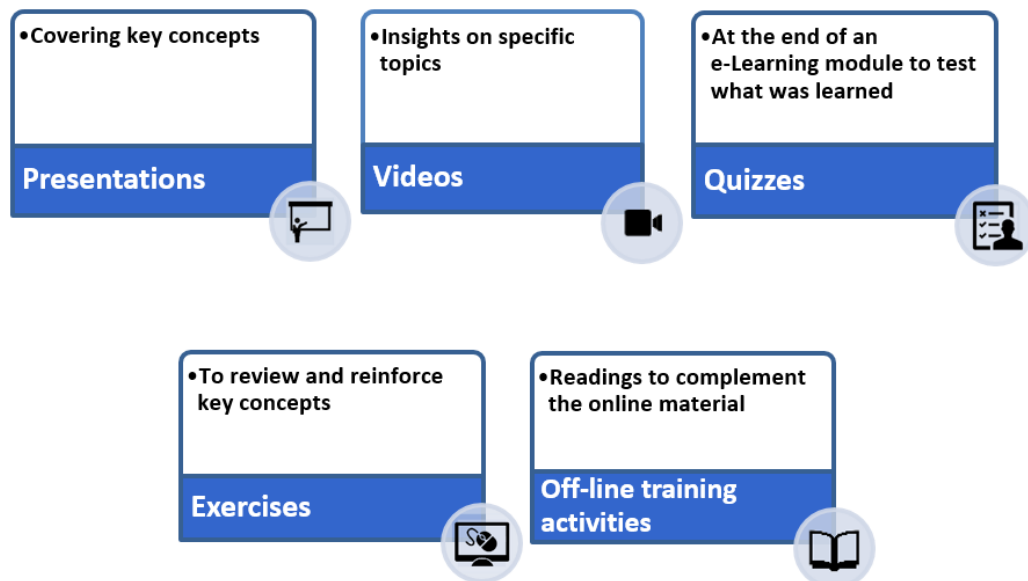 •Covering key concepts
Presentations
•Insights on specific
topics
Videos
•At the end of an
e-Learning module to test
what was learned
Quizzes
•To review and reinforce
key concepts
Exercises
•Readings to complement
the online material
Off-line training
activities